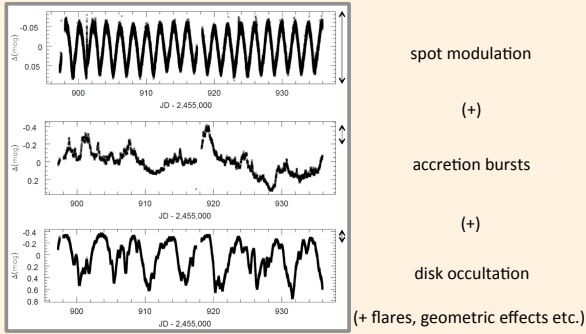 -0.05
0
0.05
Δ(mag)
900 910 920 930
JD - 2,455,000
spot modulation
(+)
-0.4
-0.2
0
0.2
Δ(mag)
900 910 920 930
JD - 2,455,000
accretion bursts
(+)
-0.4
-0.2
0
0.2
0.4
0.6
0.8
Δ(mag)
900 910 920 930
JD - 2,455,000
disk occultation
(+ flares, geometric effects etc.)